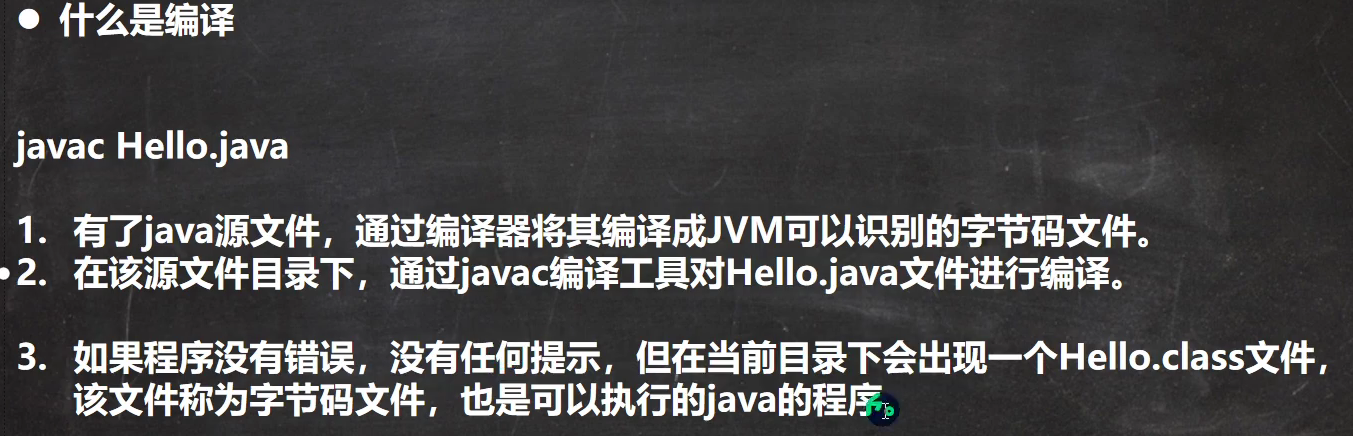 ● 什么是编译
javac Hello.java
1. 有了java源文件，通过编译器将其编译成JVM可以识别的字节码文件。
2. 在该源文件目录下，通过javac编译工具对Hello.java文件进行编译。
3. 如果程序没有错误，没有任何提示，但在当前目录下会出现一个Hello.class文件，
该文件称为字节码文件，也是可以执行的java的程序